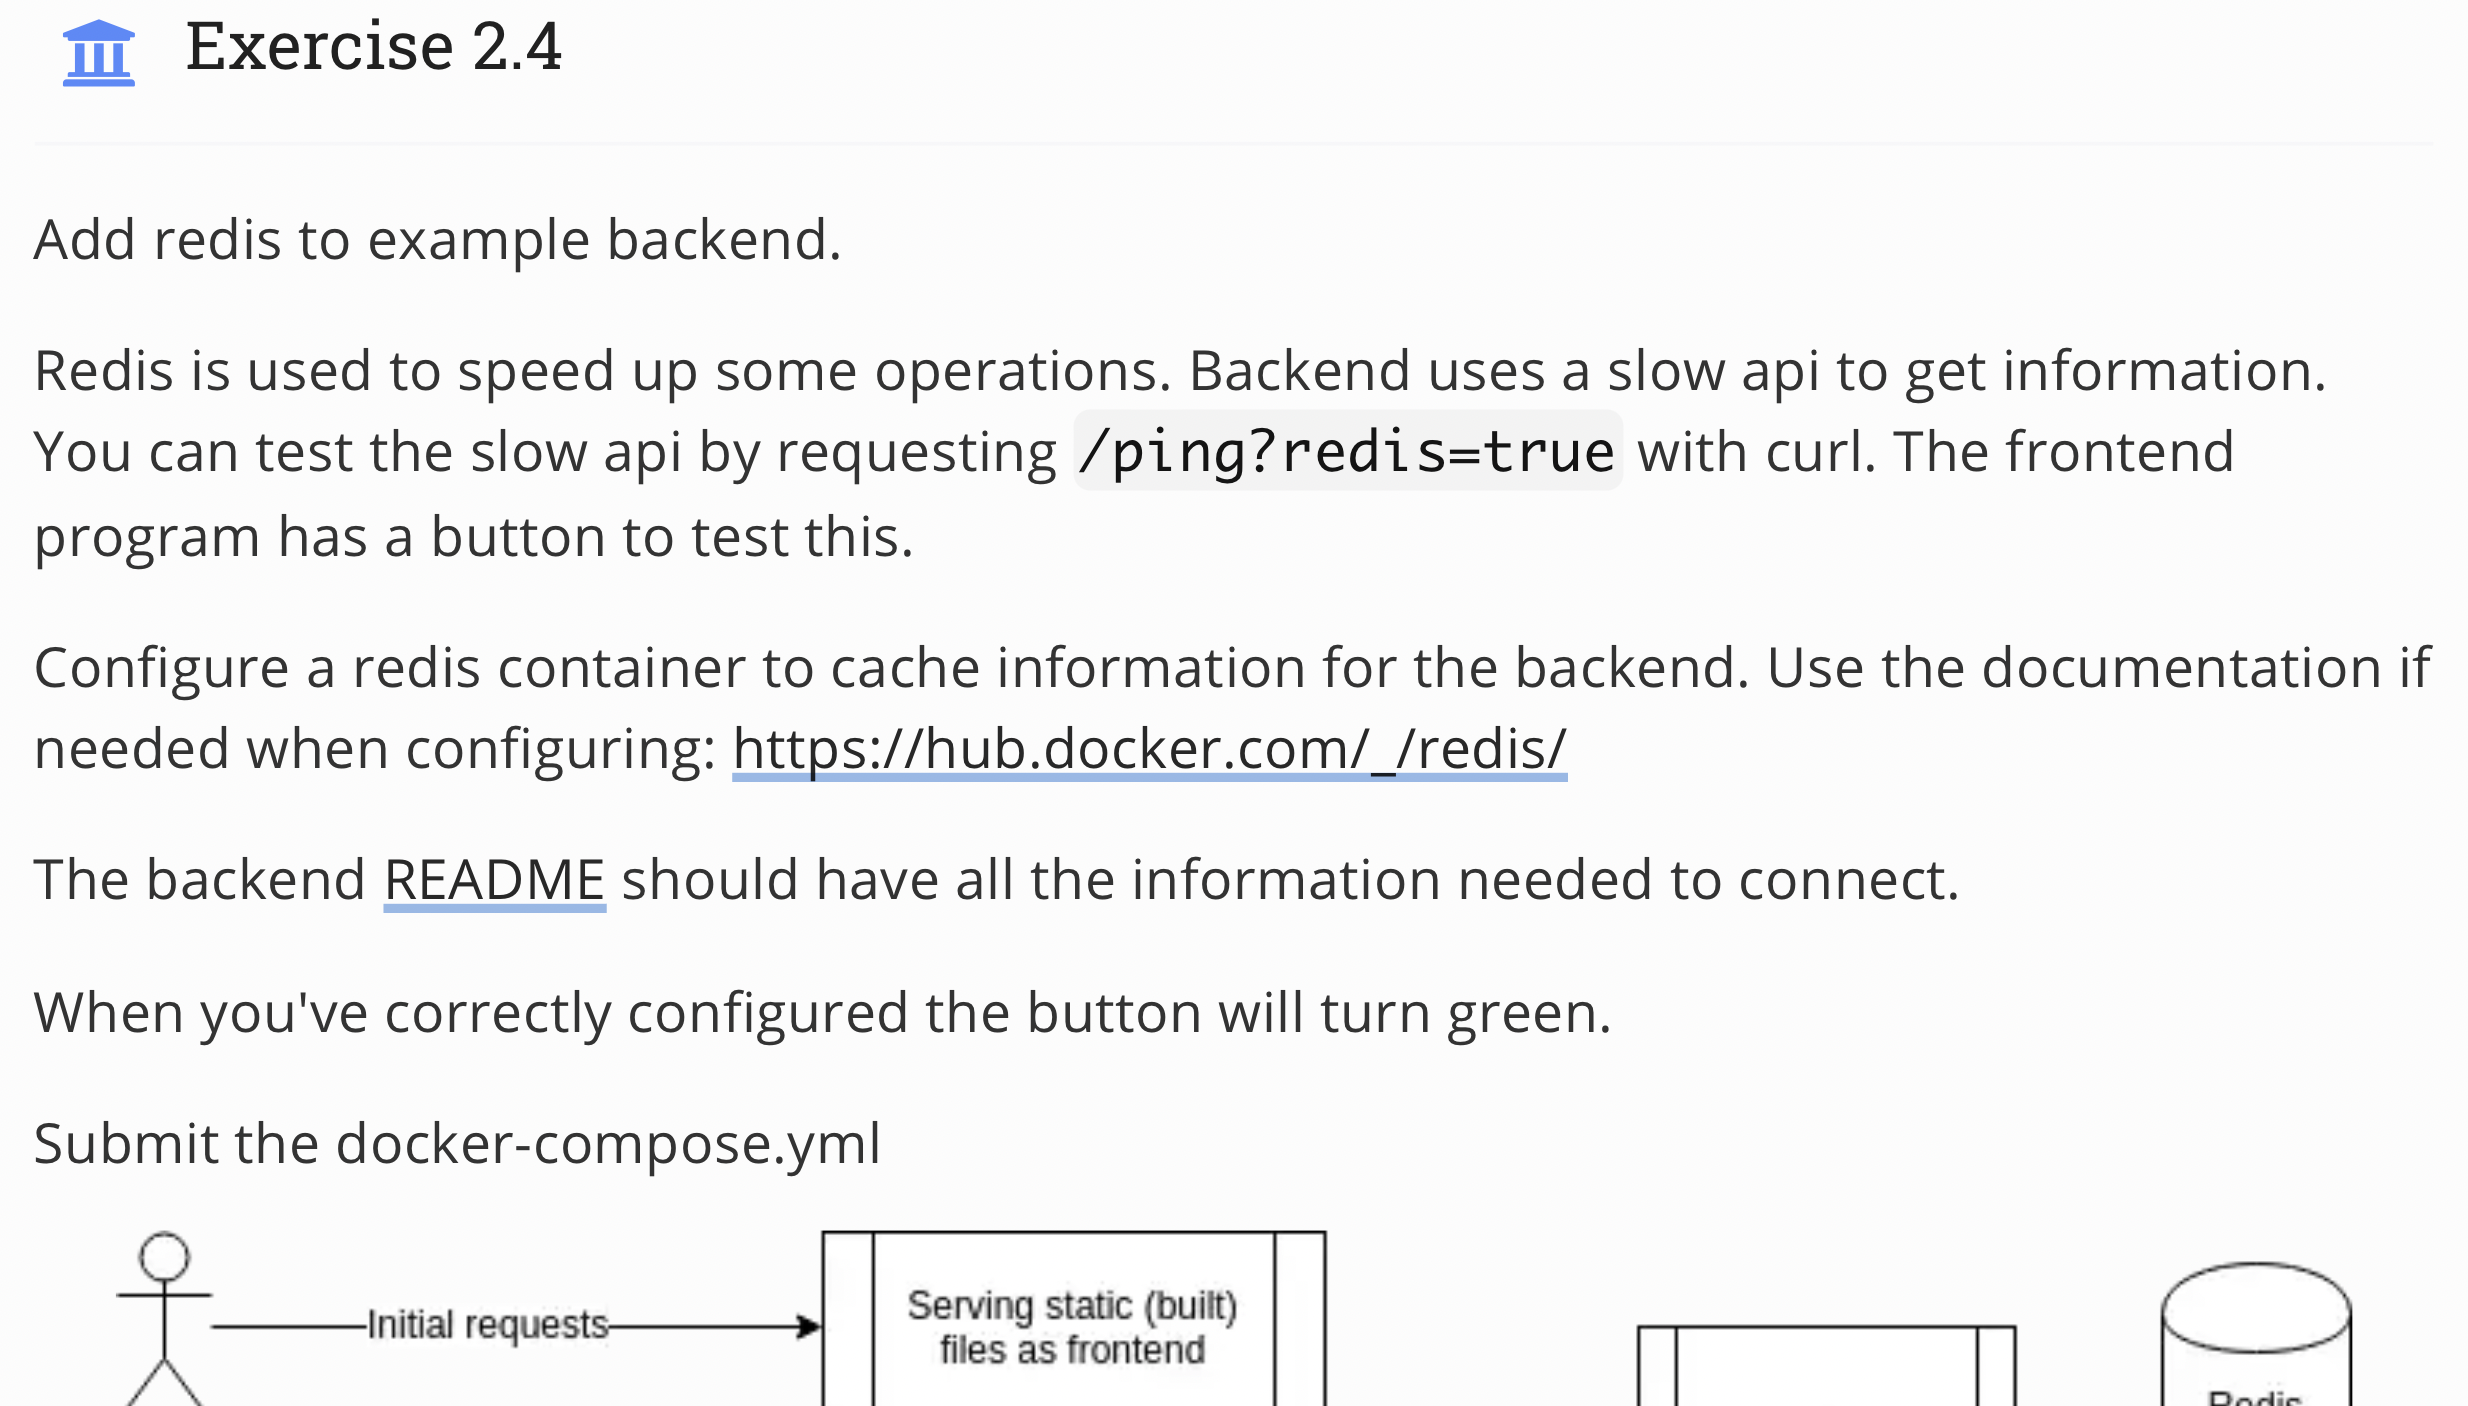 Exercise 2.4
Add redis to example backend.
Redis is used to speed up some operations. Backend uses a slow api to get information.
You can test the slow api by requesting /ping?redis=true with curl. The frontend
program has a button to test this.
Configure a redis container to cache information for the backend. Use the documentation if
needed when configuring: https://hub.docker.com/_/redis/
The backend README should have all the information needed to connect.
When you've correctly configured the button will turn green.
Submit the docker-compose.yml
Initial requests
Serving static (built)
files as frontend
Redis